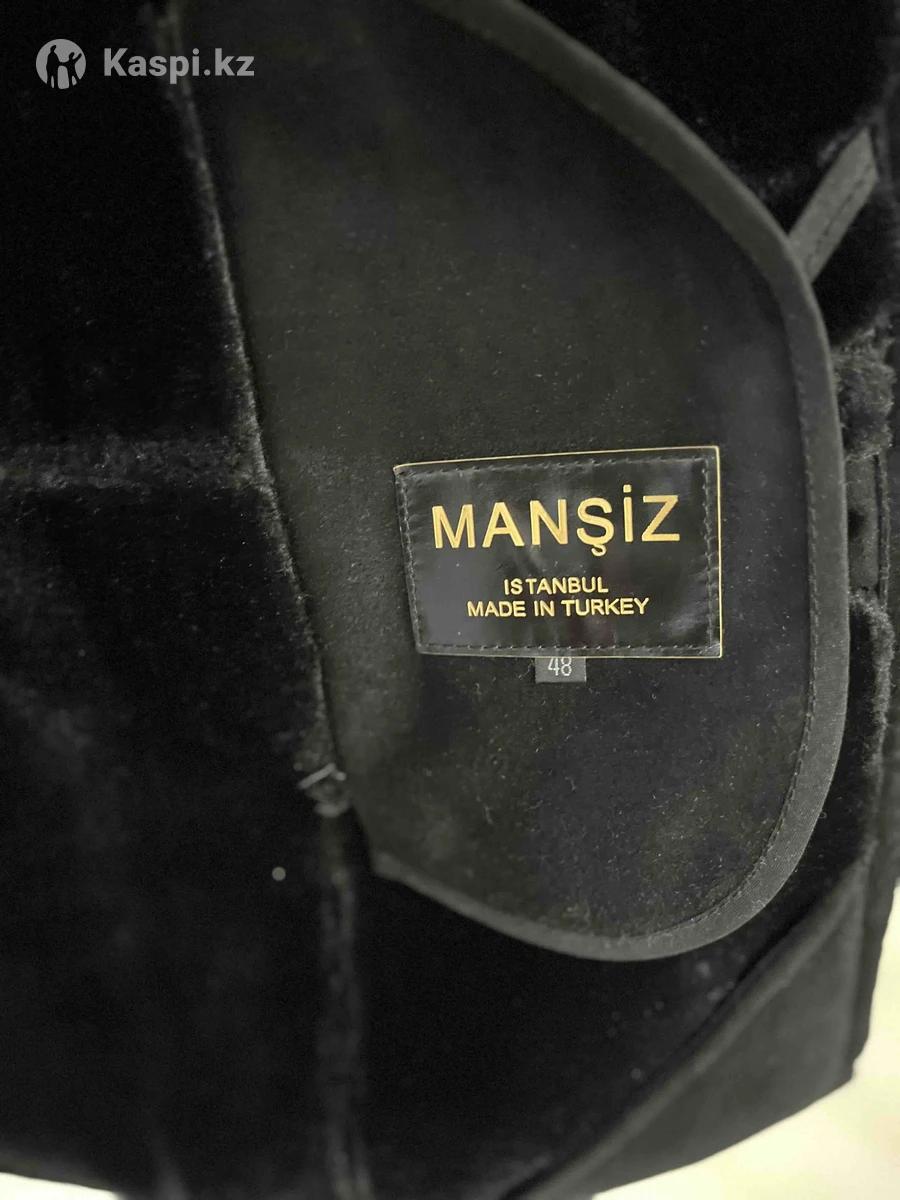 Kaspi.kz
MANŞİZ
ISTANBUL
MADE IN TURKEY
48